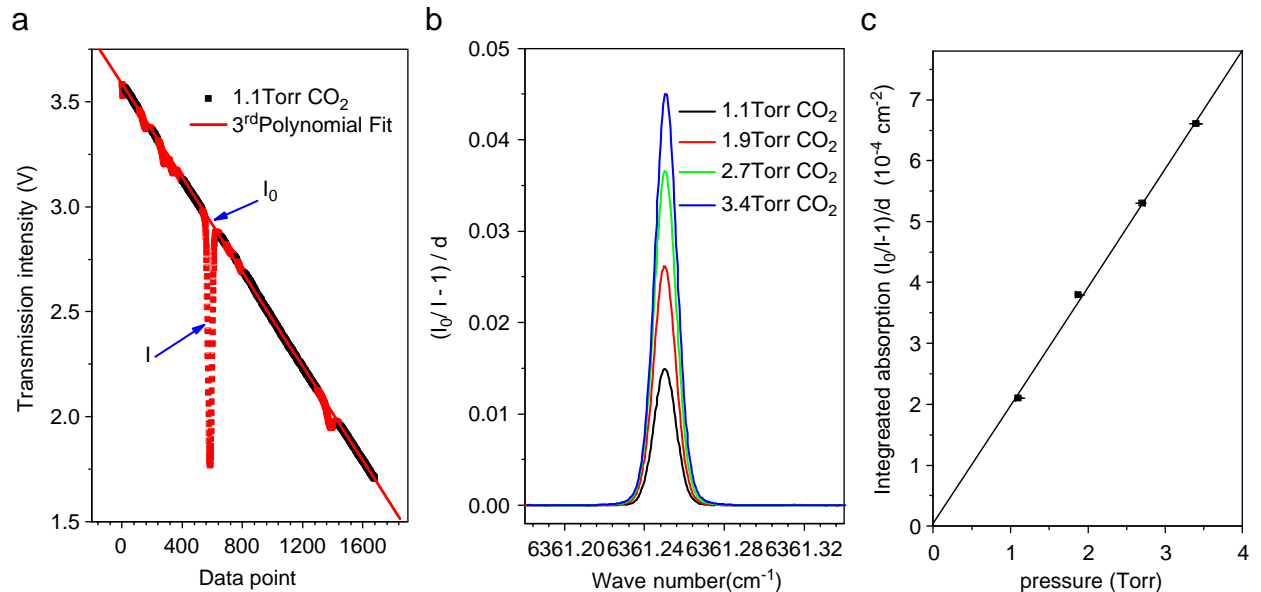 a
Transmission intensity (V)
3.5
3.0
2.5
2.0
1.5
1.1Torr CO2
3rdPolynomial Fit
I0
I
0 400 800 1200 1600
Data point
b
(I0/ I - 1) / d
0.05
0.04
0.03
0.02
0.01
0.00
1.1Torr CO2
1.9Torr CO2
2.7Torr CO2
3.4Torr CO2
6361.20 6361.24 6361.28 6361.32
Wave number(cm-1)
c
Integreated absorption (I0/I-1)/d (10-4 cm-2)
7
6
5
4
3
2
1
0
0 1 2 3 4
pressure (Torr)